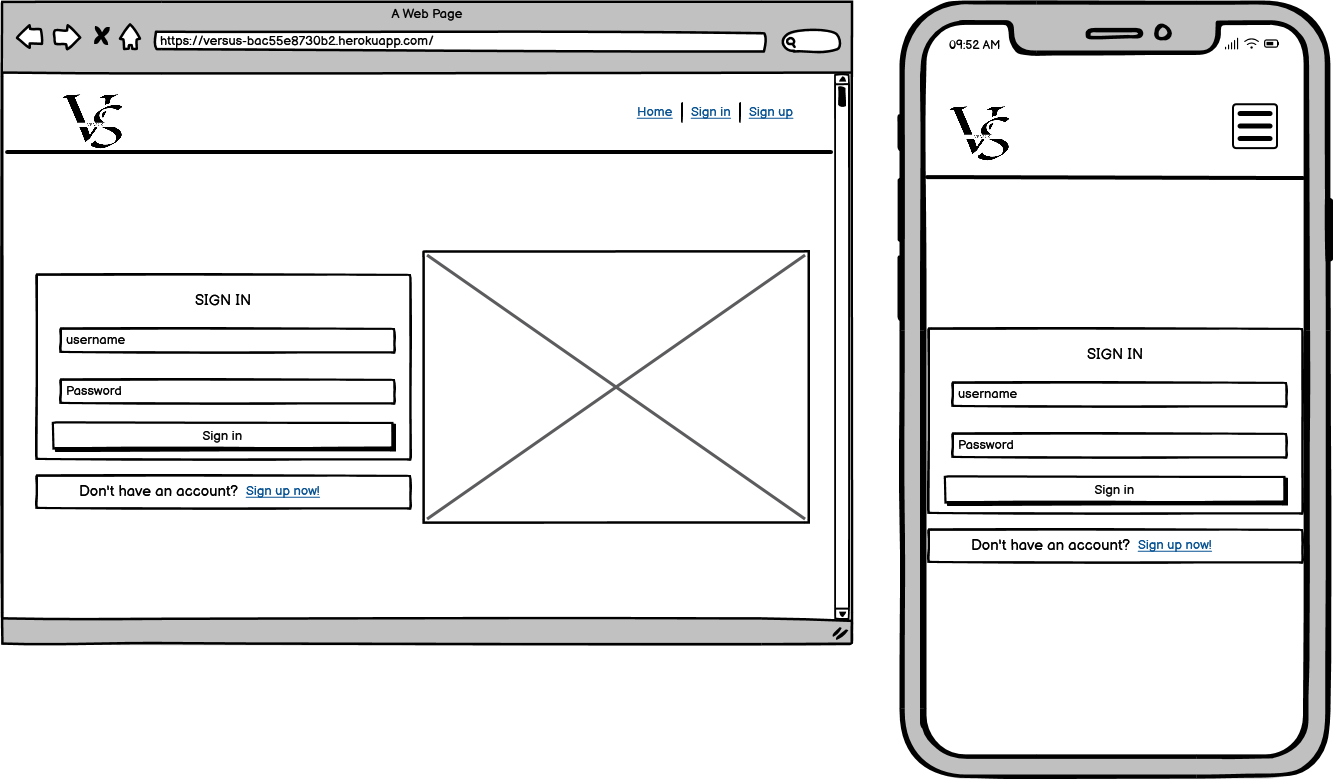 A Web Page
https://versus-bac55e8730b2.herokuapp.com/
VS
Home Sign in Sign up
SIGN IN
username
Password
Sign in
Don't have an account? Sign up now!
09:52 AM
VS
SIGN IN
username
Password
Sign in
Don't have an account? Sign up now!